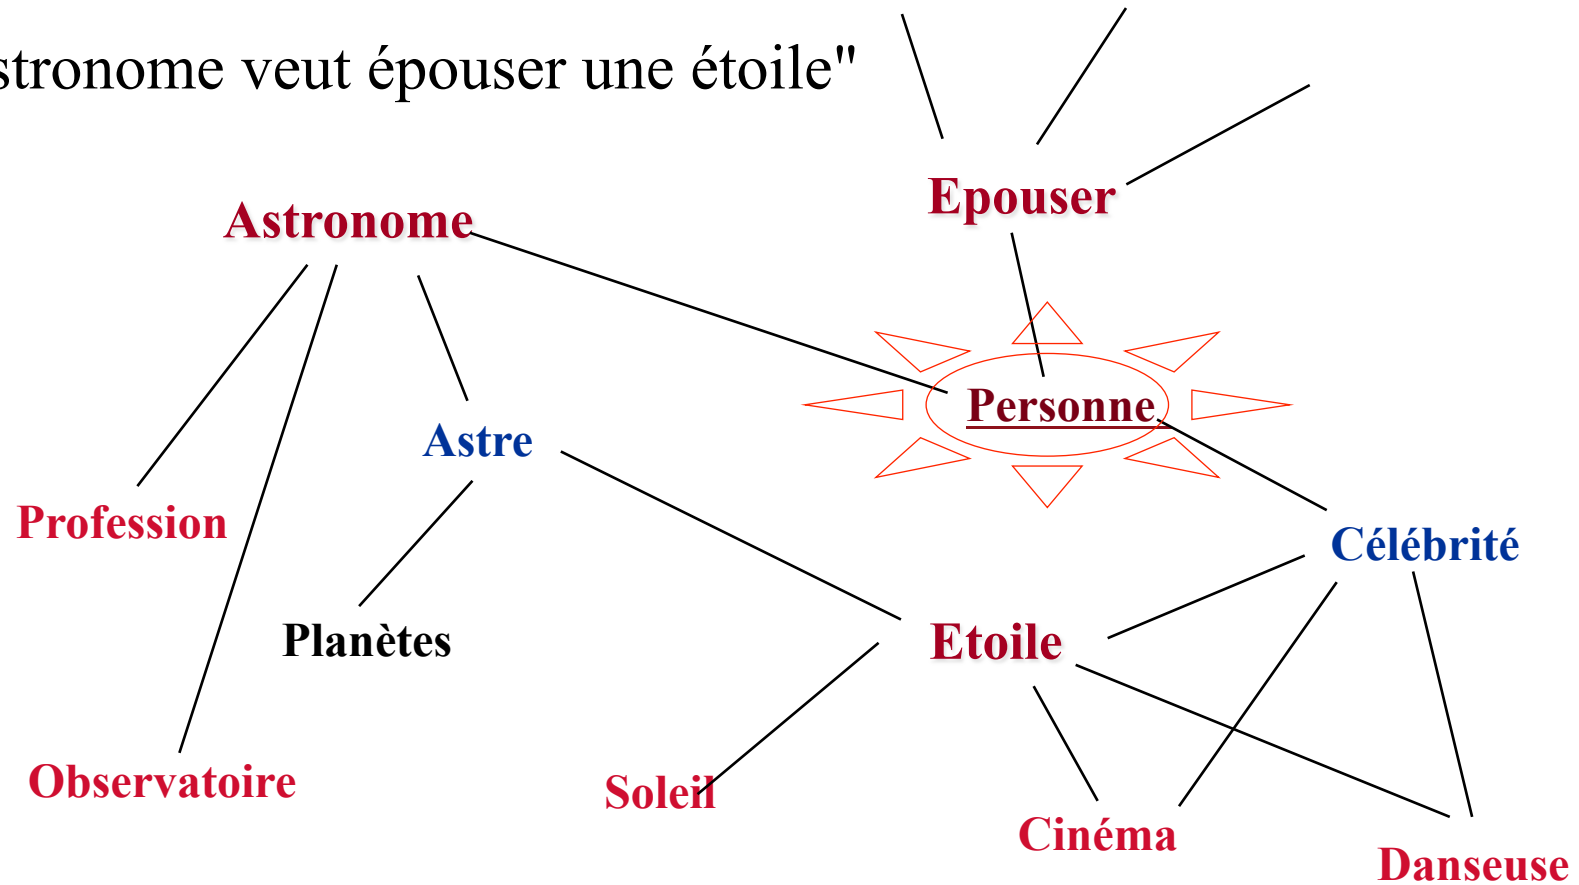 stronome veut épouser une étoile"
Epouser
Astronome
Personne
Astre
Profession
Célébrité
Planètes
Etoile
Observatoire
Soleil
Cinéma
Danseuse